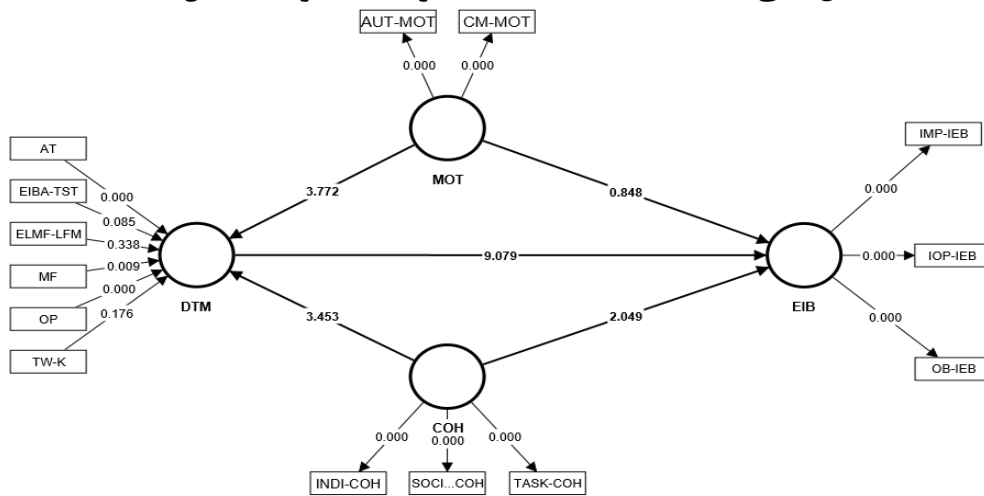 AUT-MOT CM-MOT
0.000 0.000
MOT
AT
EIBA-TST
ELMF-LFM
MF
OP
TW-K
0.000
0.085
0.338
0.009
0.000
0.176
DTM
3.772
0.848
9.079
3.453
2.049
IMP-IEB
0.000
IOP-IEB
0.000
OB-IEB
0.000
EIB
COH
0.000 0.000 0.000
INDI-COH SOCI...COH TASK-COH